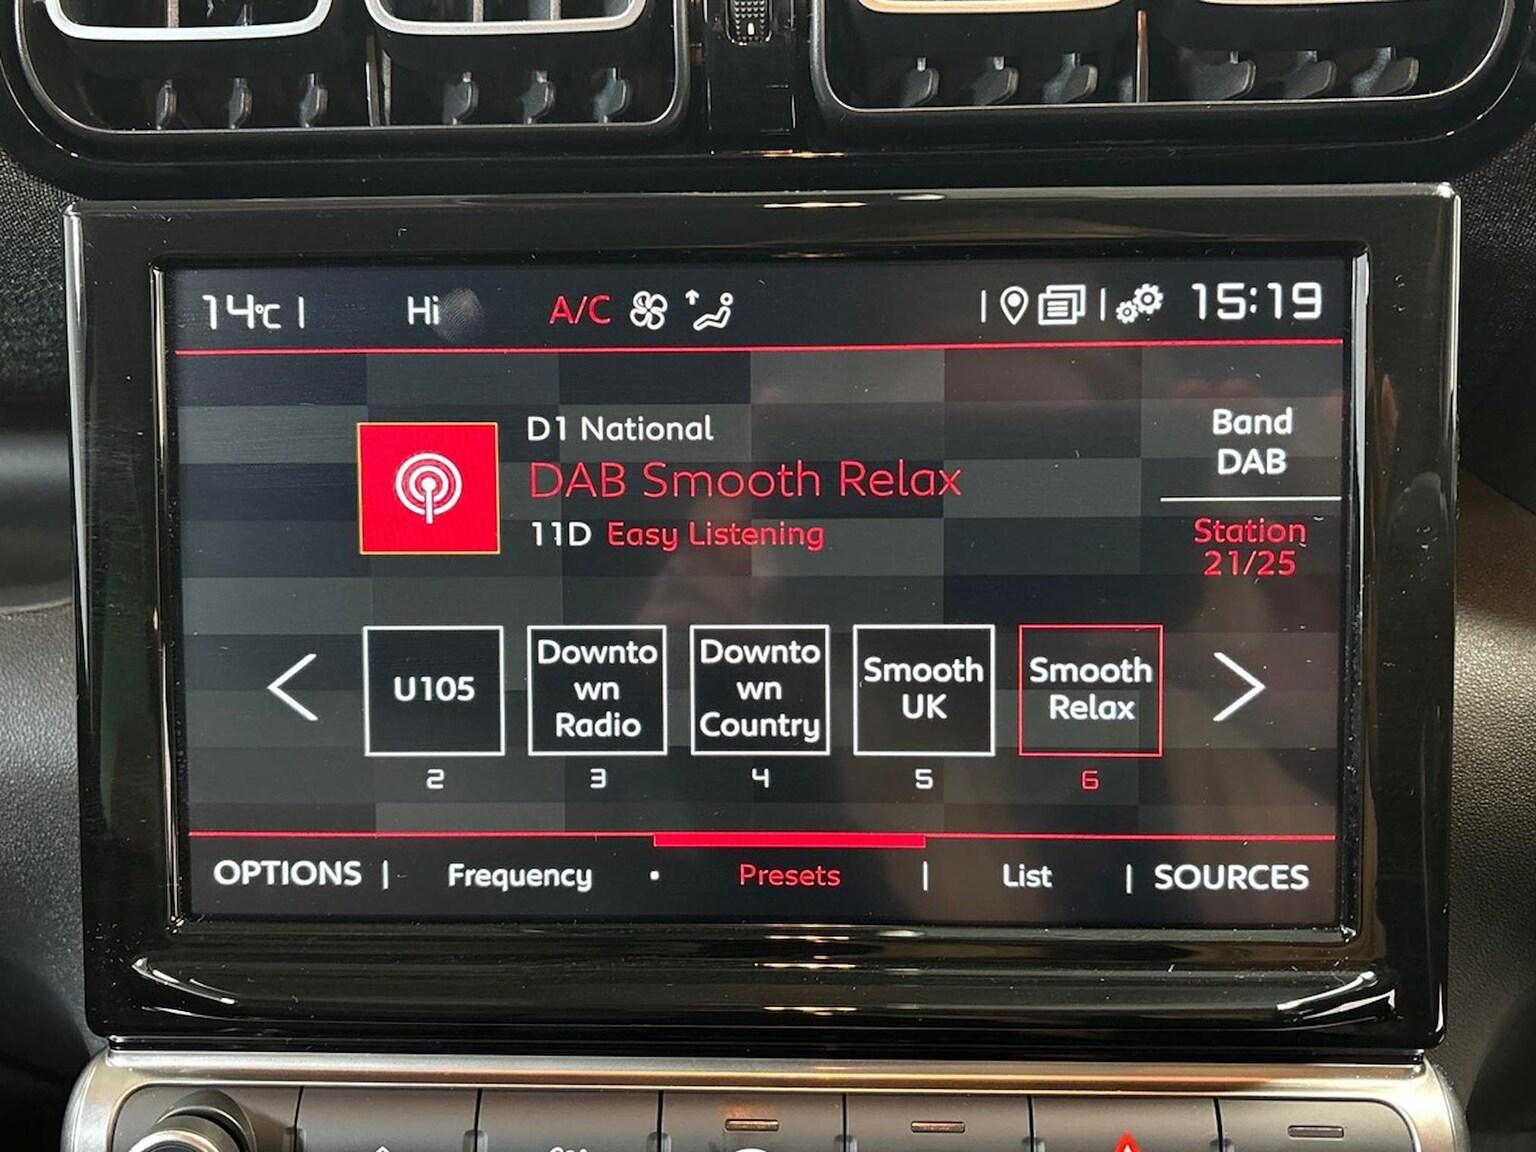 14°C | Hi A/C | | 15:19
D1 National
DAB Smooth Relax
11D Easy Listening
Band
DAB
Station
21/25
U105
Downto
wn
Radio
Downto
wn
Country
Smooth
UK
Smooth
Relax
2 3 4 5 6
OPTIONS | Frequency • Presets | List | SOURCES